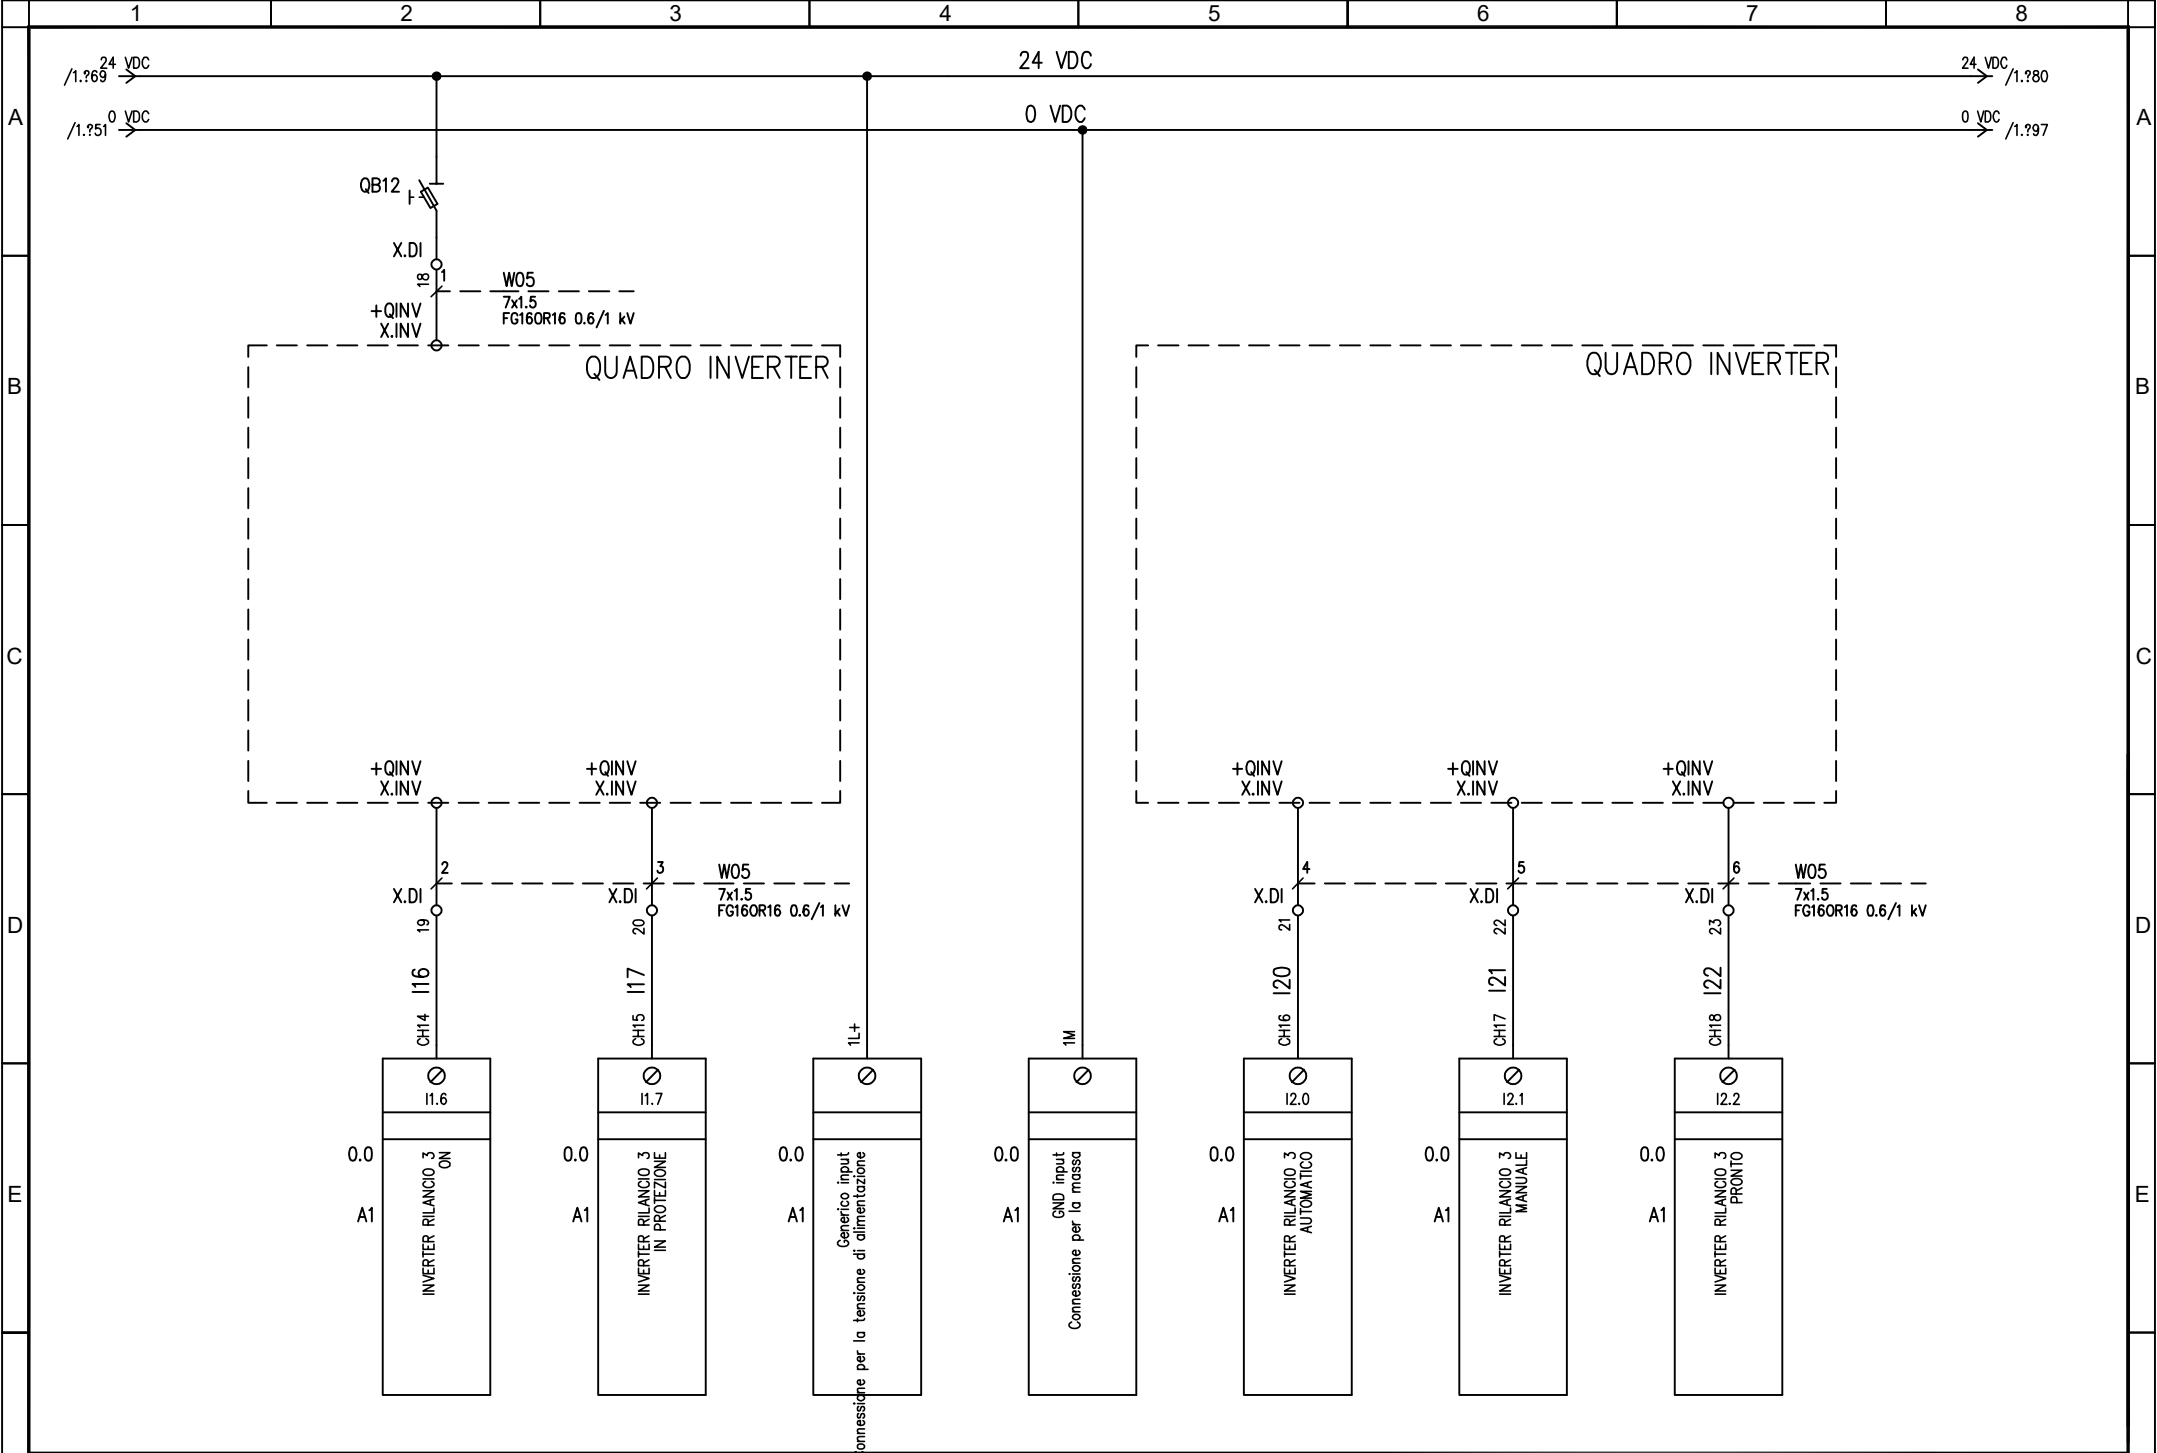 1 2 3 4 5 6 7 8
24 VDC
/1.?69
24 VDC
24 VDC
/1.?80
A
0 VDC
/1.?51
0 VDC
0 VDC
/1.?97
A
QB12
X.DI
18
1
W05
7x1.5
FG16OR16 0.6/1 kV
+QINV
X.INV
QUADRO INVERTER
QUADRO INVERTER
B
B
C
C
+QINV
X.INV
+QINV
X.INV
+QINV
X.INV
+QINV
X.INV
+QINV
X.INV
2
X.DI
19
3
X.DI
20
W05
7x1.5
FG16OR16 0.6/1 kV
4
X.DI
21
5
X.DI
22
6
X.DI
23
W05
7x1.5
FG16OR16 0.6/1 kV
D
D
I16
I17
I20
I21
I22
CH14
CH15
1L+
1M
CH16
CH17
CH18
I1.6
I1.7
I2.0
I2.1
I2.2
E
E
0.0
A1
INVERTER RILANCIO 3
ON
0.0
A1
INVERTER RILANCIO 3
IN PROTEZIONE
0.0
A1
Generico input
onnessione per la tensione di alimentazione
0.0
A1
GND input
Connessione per la massa
0.0
A1
INVERTER RILANCIO 3
AUTOMATICO
0.0
A1
INVERTER RILANCIO 3
MANUALE
0.0
A1
INVERTER RILANCIO 3
PRONTO